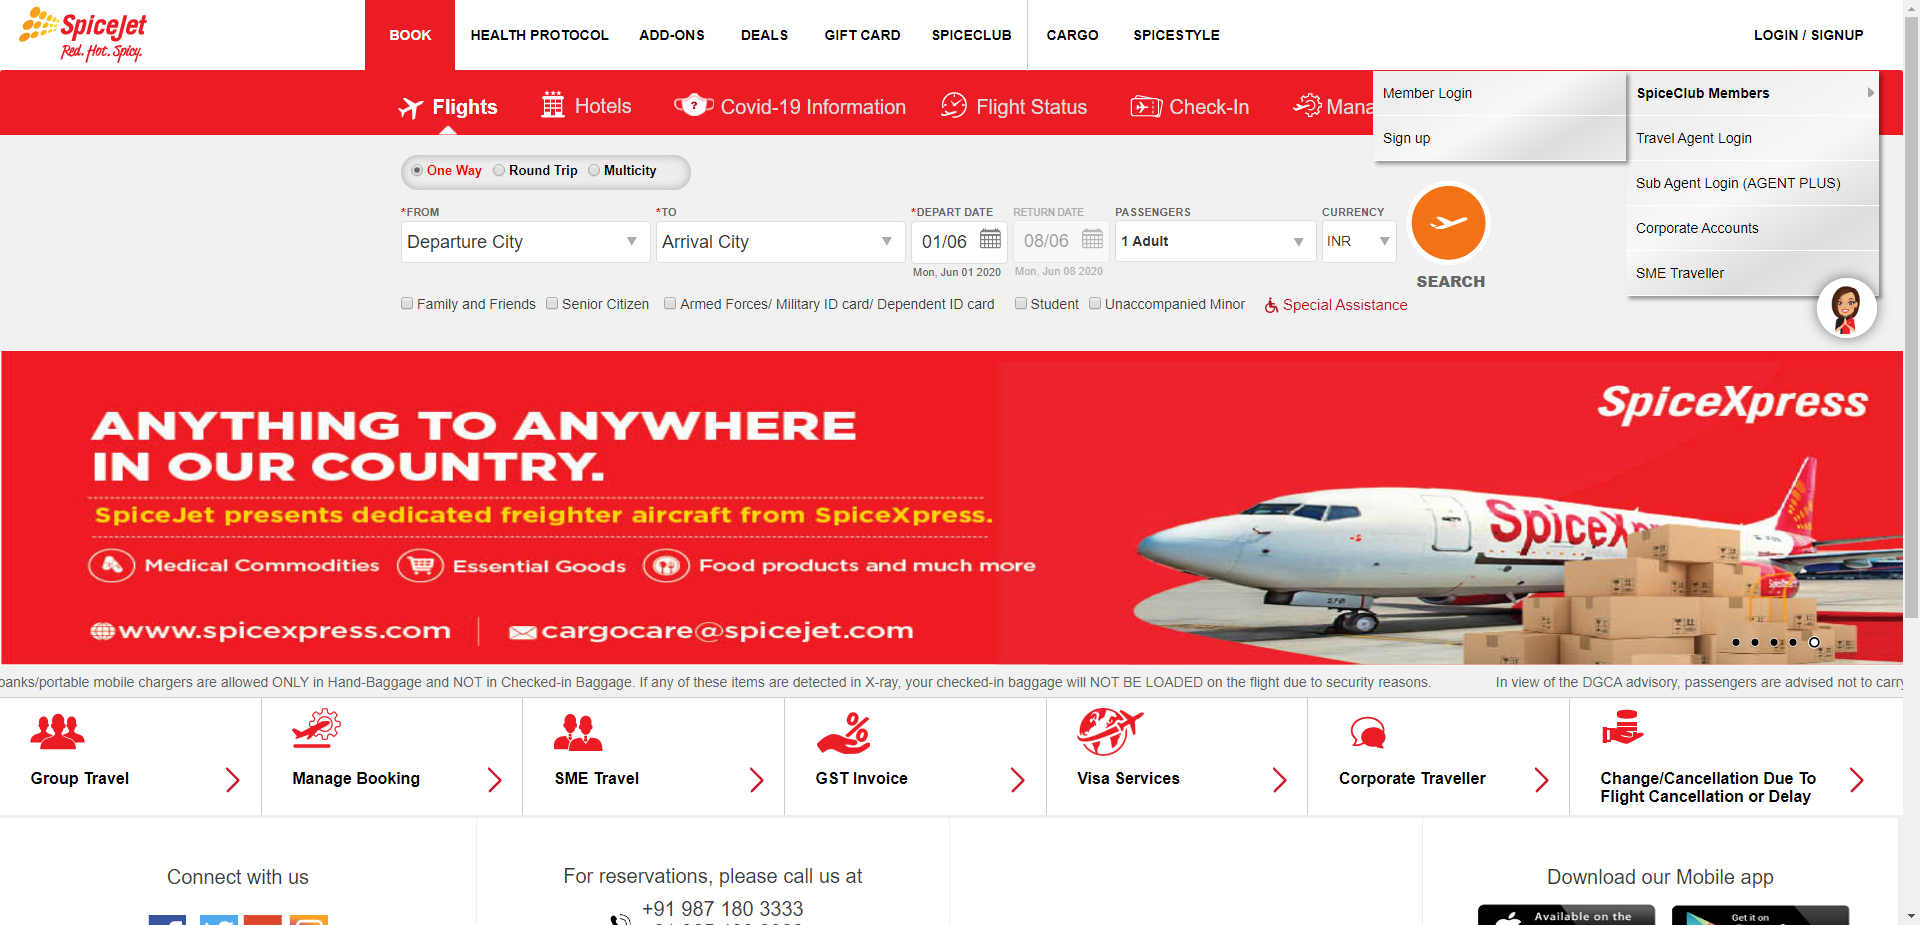 SpiceJet
Red. Hot. Spicy.
BOOK
HEALTH PROTOCOL
ADD-ONS
DEALS
GIFT CARD
SPICECLUB
CARGO
SPICESTYLE
LOGIN / SIGNUP
Flights
Hotels
Covid-19 Information
Flight Status
Check-In
Mana
Member Login
Sign up
SpiceClub Members
Travel Agent Login
Sub Agent Login (AGENT PLUS)
Corporate Accounts
SME Traveller
One Way
Round Trip
Multicity
*FROM
*TO
*DEPART DATE
RETURN DATE
PASSENGERS
CURRENCY
Departure City
Arrival City
01/06
08/06
1 Adult
INR
Mon, Jun 01 2020
Mon, Jun 08 2020
SEARCH
Family and Friends
Senior Citizen
Armed Forces/ Military ID card/ Dependent ID card
Student
Unaccompanied Minor
Special Assistance
ANYTHING TO ANYWHERE
IN OUR COUNTRY.
SpiceJet presents dedicated freighter aircraft from SpiceXpress.
Medical Commodities
Essential Goods
Food products and much more
www.spicexpress.com
cargocare@spicejet.com
SpiceXpress
SpiceXpr
banks/portable mobile chargers are allowed ONLY in Hand-Baggage and NOT in Checked-in Baggage. If any of these items are detected in X-ray, your checked-in baggage will NOT BE LOADED on the flight due to security reasons.
In view of the DGCA advisory, passengers are advised not to carry
Group Travel
Manage Booking
SME Travel
GST Invoice
Visa Services
Corporate Traveller
Change/Cancellation Due To
Flight Cancellation or Delay
Connect with us
For reservations, please call us at
+91 987 180 3333
Download our Mobile app
Available on the
Get it on